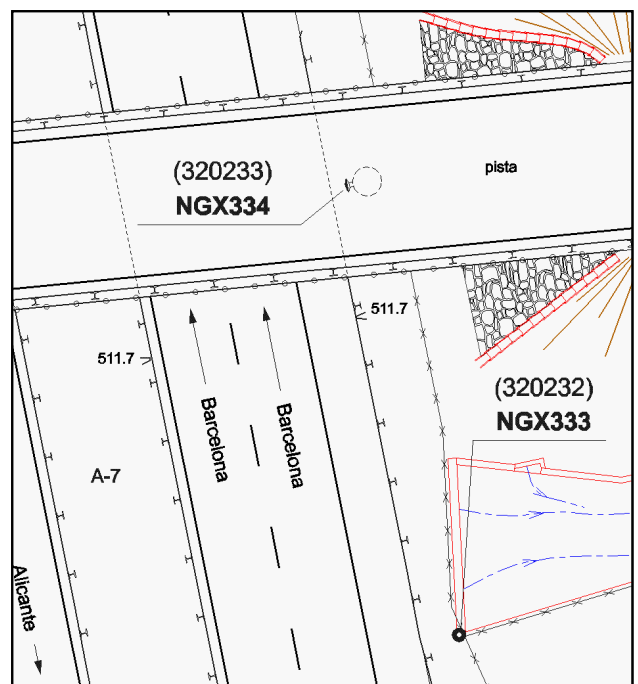 (320233)
NGX334
pista
511.7
511.7
(320232)
NGX333
Barcelona
Barcelona
A-7
Alicante